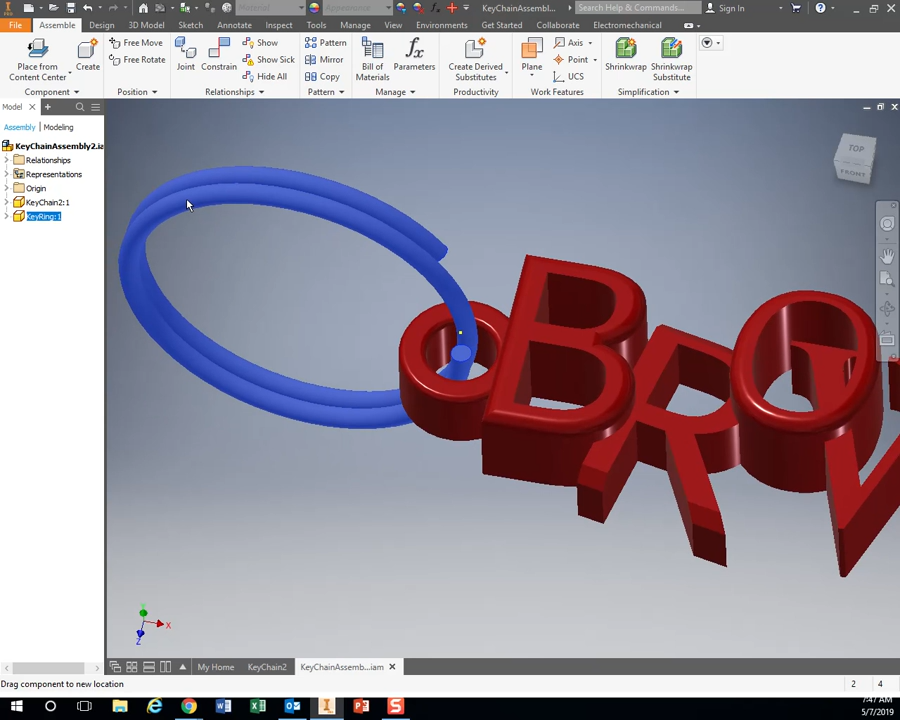 KeyChainAssembl...
Search Help & Commands...
Sign In
File Assemble Design 3D Model Sketch Annotate Inspect Tools Manage View Environments Get Started Collaborate Electromechanical
Place from Content Center
Create
Component
Free Move
Free Rotate
Position
Joint
Constrain
Show
Show Sick
Hide All
Relationships
Pattern
Mirror
Copy
Pattern
Bill of Materials
Parameters
Manage
Create Derived Substitutes
Productivity
Plane
Axis
Point
UCS
Work Features
Shrinkwrap
Shrinkwrap Substitute
Simplification
Model
Assembly Modeling
KeyChainAssembly2.ia
Relationships
Representations
Origin
KeyChain2:1
KeyRing:1
TOP
FRONT
BRO
Y
X
Z
My Home KeyChain2 KeyChainAssemb...iam
Drag component to new location
2 4
7:47 AM
5/7/2019